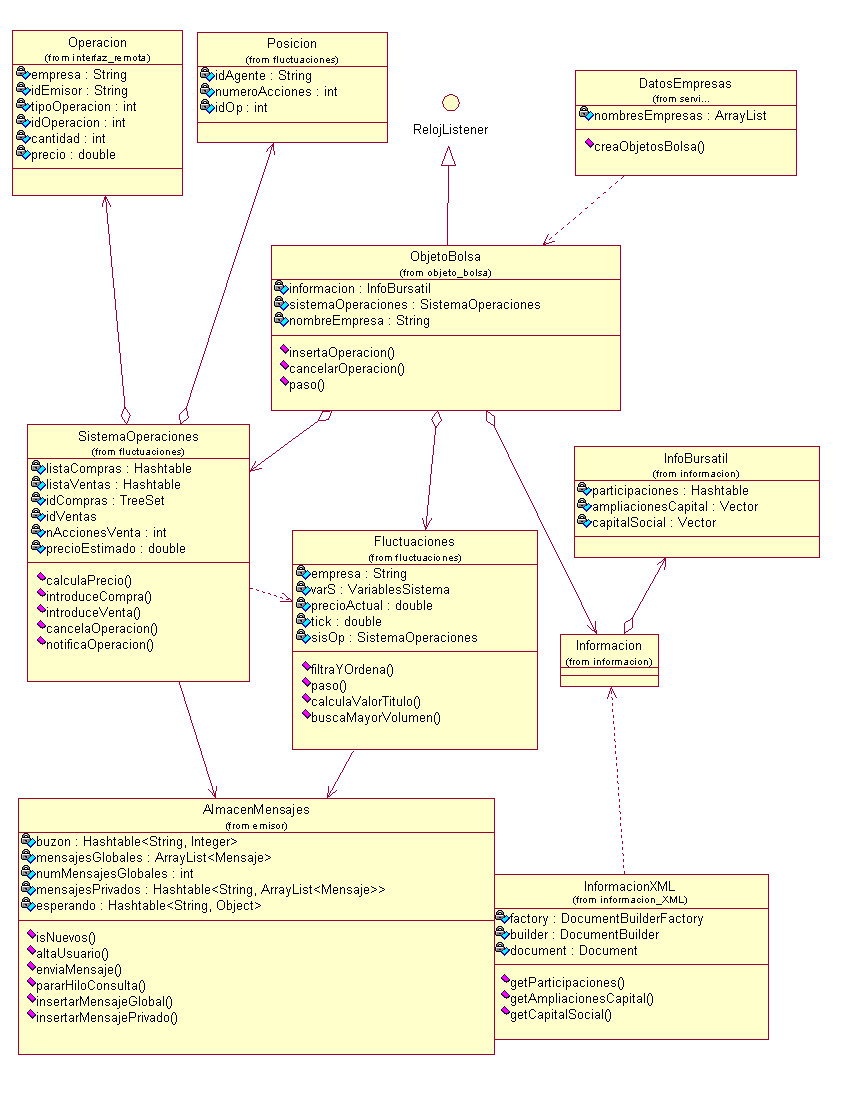 Operacion
(from interfaz_remota)
empresa : String
idEmisor : String
tipoOperacion : int
idOperacion : int
cantidad : int
precio : double
Posicion
(from fluctuaciones)
idAgente : String
numeroAcciones : int
idOp : int
RelojListener
DatosEmpresas
(from servi...
nombresEmpresas : ArrayList
creaObjetosBolsa()
ObjetoBolsa
(from objeto_bolsa)
informacion : InfoBursatil
sistemaOperaciones : SistemaOperaciones
nombreEmpresa : String
insertaOperacion()
cancelarOperacion()
paso()
SistemaOperaciones
(from fluctuaciones)
listaCompras : Hashtable
listaVentas : Hashtable
idCompras : TreeSet
idVentas
nAccionesVenta : int
precioEstimado : double
calculaPrecio()
introduceCompra()
introduceVenta()
cancelaOperacion()
notificaOperacion()
Fluctuaciones
(from fluctuaciones)
empresa : String
varS : VariablesSistema
precioActual : double
tick : double
sisOp : SistemaOperaciones
filtraYOrdena()
paso()
calculaValorTitulo()
buscaMayorVolumen()
InfoBursatil
(from informacion)
participaciones : Hashtable
ampliacionesCapital : Vector
capitalSocial : Vector
Informacion
(from informacion)
AlmacenMensajes
(from emisor)
buzon : Hashtable<String, Integer>
mensajesGlobales : ArrayList<Mensaje>
numMensajesGlobales : int
mensajesPrivados : Hashtable<String, ArrayList<Mensaje>>
esperando : Hashtable<String, Object>
isNuevos()
altaUsuario()
enviaMensaje()
pararHiloConsulta()
insertarMensajeGlobal()
insertarMensajePrivado()
InformacionXML
(from informacion_XML)
factory : DocumentBuilderFactory
builder : DocumentBuilder
document : Document
getParticipaciones()
getAmpliacionesCapital()
getCapitalSocial()